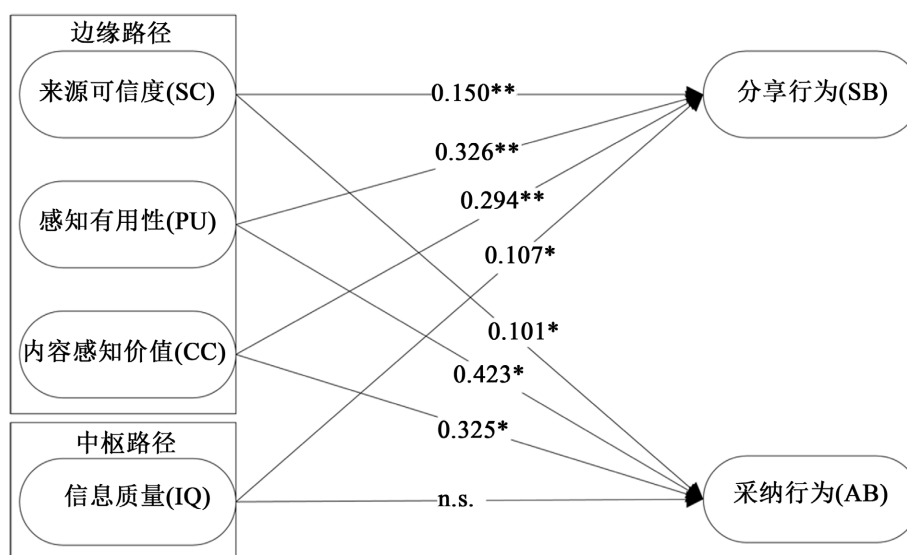 边缘路径
来源可信度(SC)
感知有用性(PU)
内容感知价值(CC)
中枢路径
信息质量(IQ)
0.150**
0.326**
0.294**
0.107*
0.101*
0.423*
0.325*
n.s.
分享行为(SB)
采纳行为(AB)